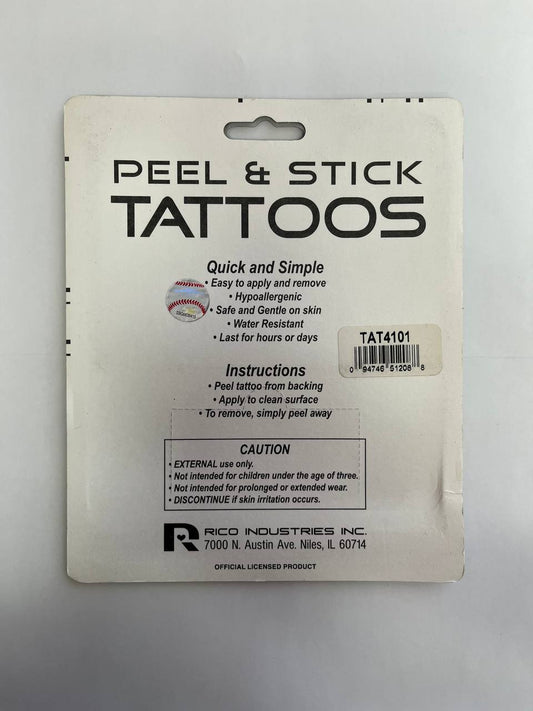 PEEL & STICK
TATTOOS
Quick and Simple
• Easy to apply and remove
• Hypoallergenic
• Safe and Gentle on skin
• Water Resistant
• Last for hours or days
TAT4101
0 94746 51208 8
Instructions
• Peel tattoo from backing
• Apply to clean surface
• To remove, simply peel away
CAUTION
• EXTERNAL use only.
• Not intended for children under the age of three.
• Not intended for prolonged or extended wear.
• DISCONTINUE if skin irritation occurs.
R RICO INDUSTRIES INC.
7000 N. Austin Ave. Niles, IL 60714
OFFICIAL LICENSED PRODUCT